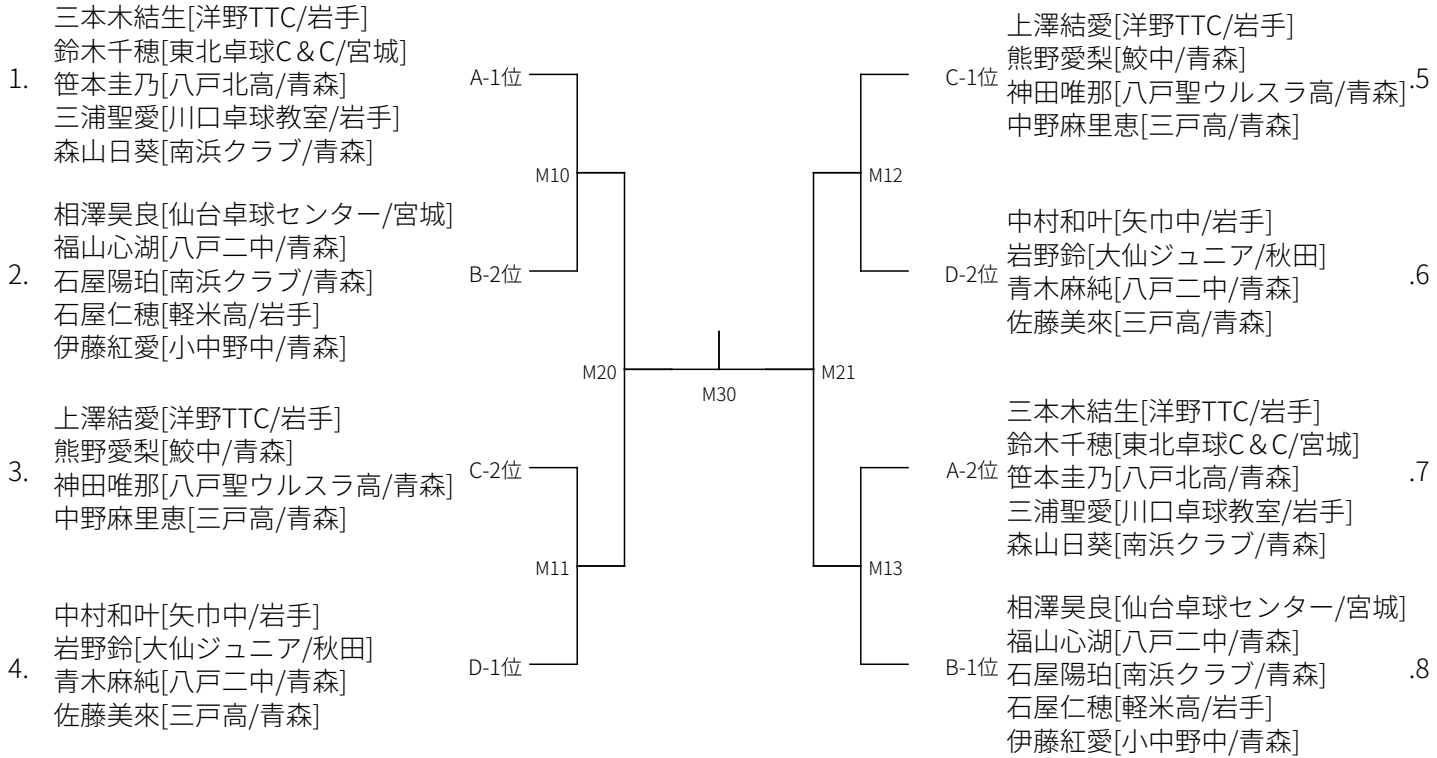 三本木結生[洋野TTC/岩手]
鈴木千穂[東北卓球C＆C/宮城]
1. 笹本圭乃[八戸北高/青森] A-1位
三浦聖愛[川口卓球教室/岩手]
森山日葵[南浜クラブ/青森]
M10
相澤昊良[仙台卓球センター/宮城]
福山心湖[八戸二中/青森]
2. 石屋陽珀[南浜クラブ/青森] B-2位
石屋仁穂[軽米高/岩手]
伊藤紅愛[小中野中/青森]
M20
上澤結愛[洋野TTC/岩手]
熊野愛梨[鮫中/青森]
3. 神田唯那[八戸聖ウルスラ高/青森] C-2位
中野麻里恵[三戸高/青森]
M11
中村和叶[矢巾中/岩手]
岩野鈴[大仙ジュニア/秋田]
4. 青木麻純[八戸二中/青森] D-1位
佐藤美來[三戸高/青森]
M30
上澤結愛[洋野TTC/岩手]
熊野愛梨[鮫中/青森]
C-1位 神田唯那[八戸聖ウルスラ高/青森] .5
中野麻里恵[三戸高/青森]
M12
中村和叶[矢巾中/岩手]
岩野鈴[大仙ジュニア/秋田]
D-2位 青木麻純[八戸二中/青森] .6
佐藤美來[三戸高/青森]
M21
三本木結生[洋野TTC/岩手]
鈴木千穂[東北卓球C＆C/宮城]
A-2位 笹本圭乃[八戸北高/青森] .7
三浦聖愛[川口卓球教室/岩手]
森山日葵[南浜クラブ/青森]
M13
相澤昊良[仙台卓球センター/宮城]
福山心湖[八戸二中/青森]
B-1位 石屋陽珀[南浜クラブ/青森] .8
石屋仁穂[軽米高/岩手]
伊藤紅愛[小中野中/青森]